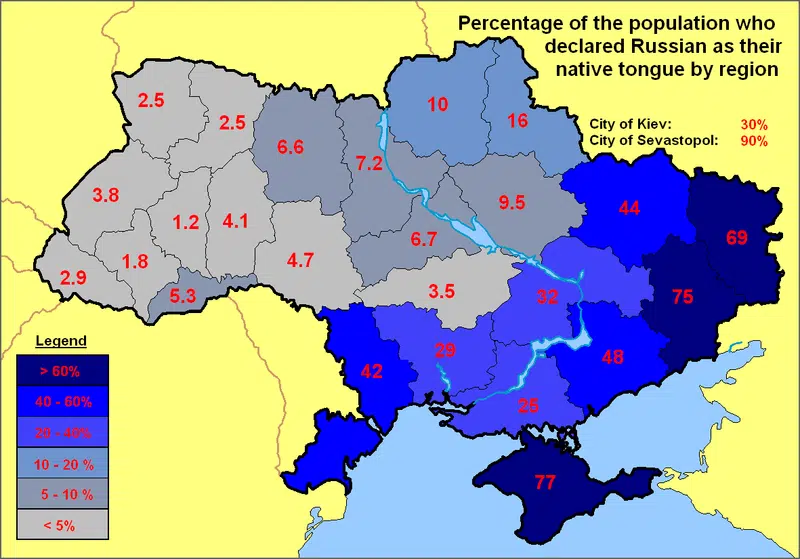 Percentage of the population who
declared Russian as their
native tongue by region
City of Kiev: 30%
City of Sevastopol: 90%
2.5
2.5
10
16
6.6
7.2
3.8
1.2
4.1
9.5
44
69
6.7
2.9
1.8
4.7
5.3
3.5
32
75
42
29
48
25
77
Legend
> 60%
40 - 60%
20 - 40%
10 - 20 %
5 - 10 %
< 5%